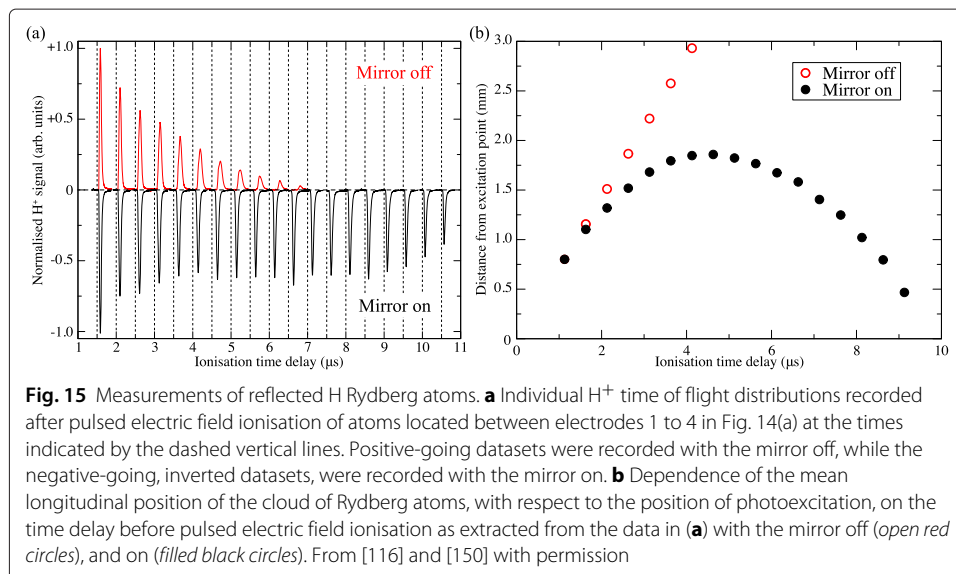 (a)
+1.0
+0.5
0
-0.5
-1.0
Normalised H⁺ signal (arb. units)
Mirror off
Mirror on
1 2 3 4 5 6 7 8 9 10 11
Ionisation time delay (μs)
(b)
3.0
2.5
2.0
1.5
1.0
0.5
0
Distance from excitation point (mm)
Mirror off
Mirror on
0 2 4 6 8 10
Ionisation time delay (μs)
Fig. 15 Measurements of reflected H Rydberg atoms. a Individual H⁺ time of flight distributions recorded
after pulsed electric field ionisation of atoms located between electrodes 1 to 4 in Fig. 14(a) at the times
indicated by the dashed vertical lines. Positive-going datasets were recorded with the mirror off, while the
negative-going, inverted datasets, were recorded with the mirror on. b Dependence of the mean
longitudinal position of the cloud of Rydberg atoms, with respect to the position of photoexcitation, on the
time delay before pulsed electric field ionisation as extracted from the data in (a) with the mirror off (open red
circles), and on (filled black circles). From [116] and [150] with permission